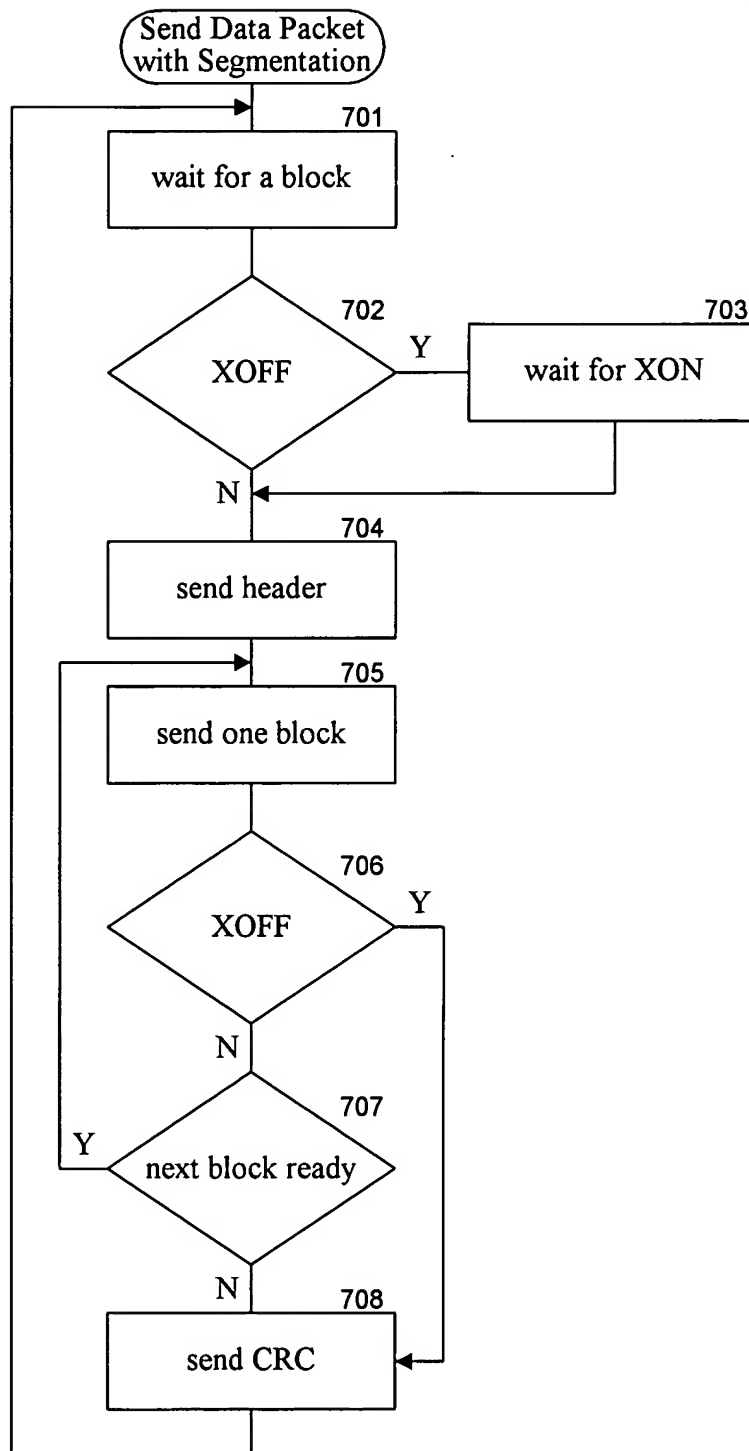 Send Data Packet
with Segmentation
701
wait for a block
702
XOFF
Y
703
wait for XON
N
704
send header
705
send one block
706
XOFF
Y
N
707
Y
next block ready
N
708
send CRC